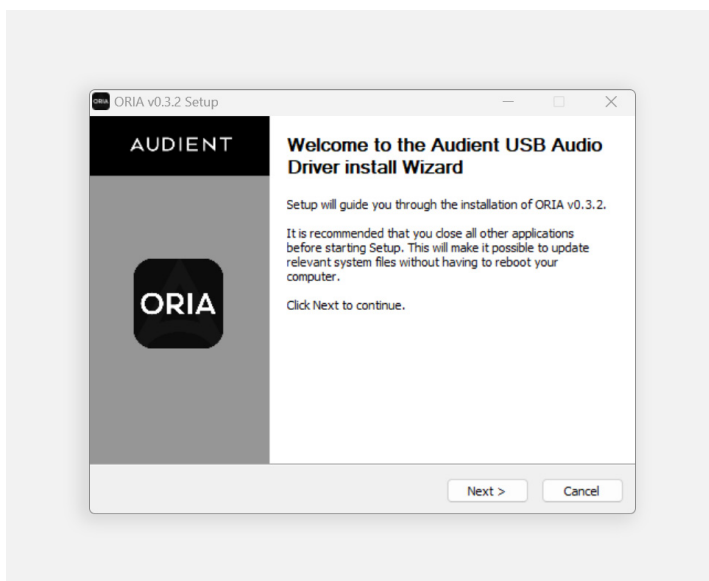 ORIA
ORIA v0.3.2 Setup
AUDIENT
ORIA
Welcome to the Audient USB Audio
Driver install Wizard
Setup will guide you through the installation of ORIA v0.3.2.
It is recommended that you close all other applications
before starting Setup. This will make it possible to update
relevant system files without having to reboot your
computer.
Click Next to continue.
Next >
Cancel